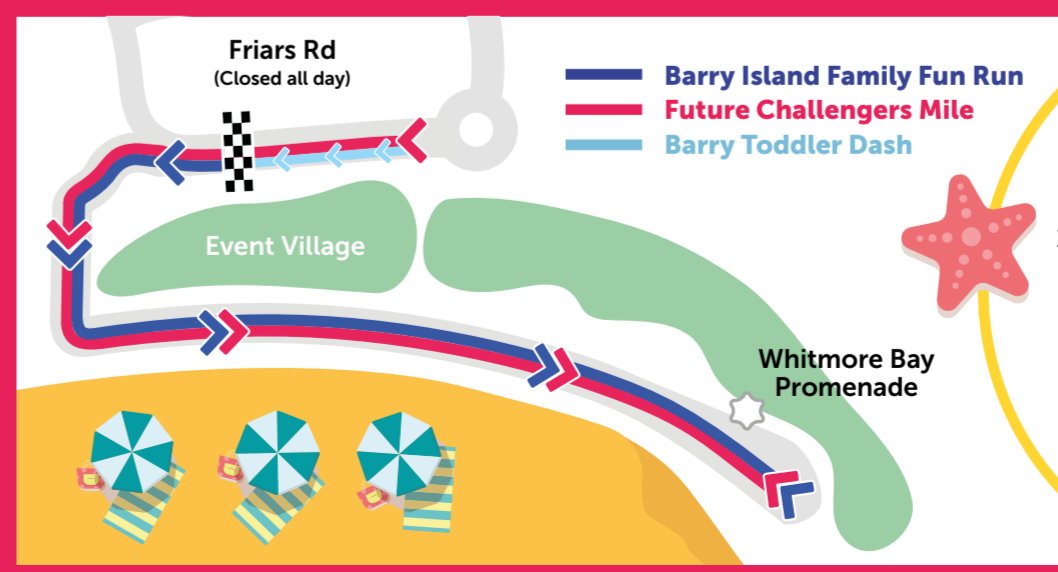 Friars Rd
(Closed all day)
Barry Island Family Fun Run
Future Challengers Mile
Barry Toddler Dash
Event Village
Whitmore Bay
Promenade